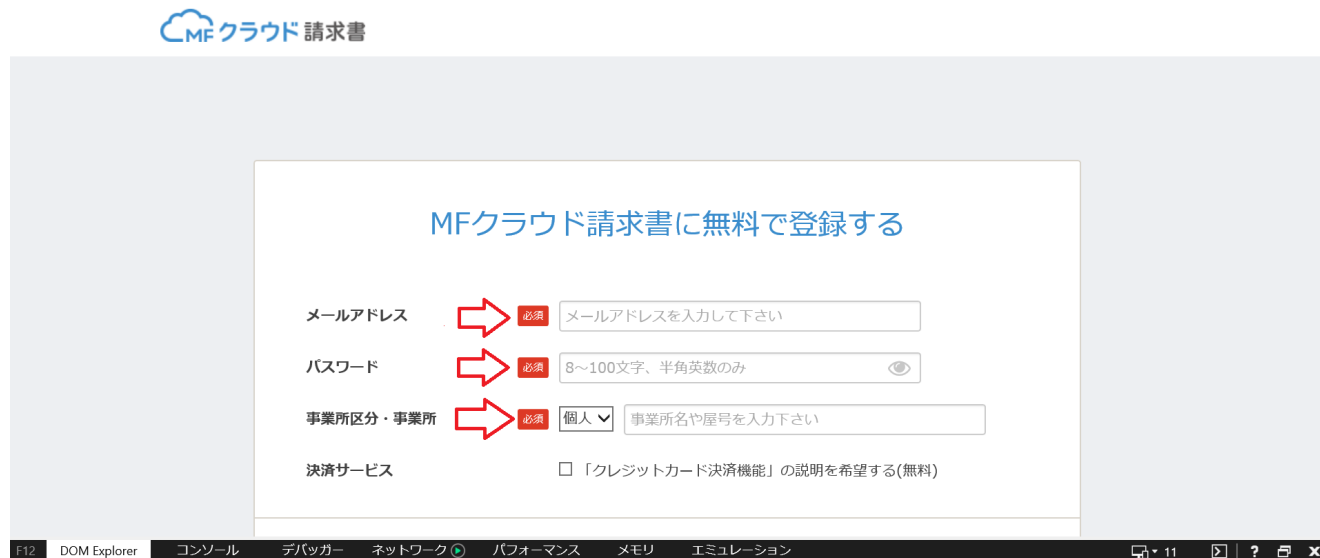 MFクラウド 請求書
MFクラウド請求書に無料で登録する
メールアドレス 必須 メールアドレスを入力して下さい
パスワード 必須 8～100文字、半角英数のみ
事業所区分・事業所 必須 個人 事業所名や屋号を入力下さい
決済サービス 「クレジットカード決済機能」の説明を希望する(無料)
F12 DOM Explorer コンソール デバッガー ネットワーク パフォーマンス メモリ エミュレーション 11 ?